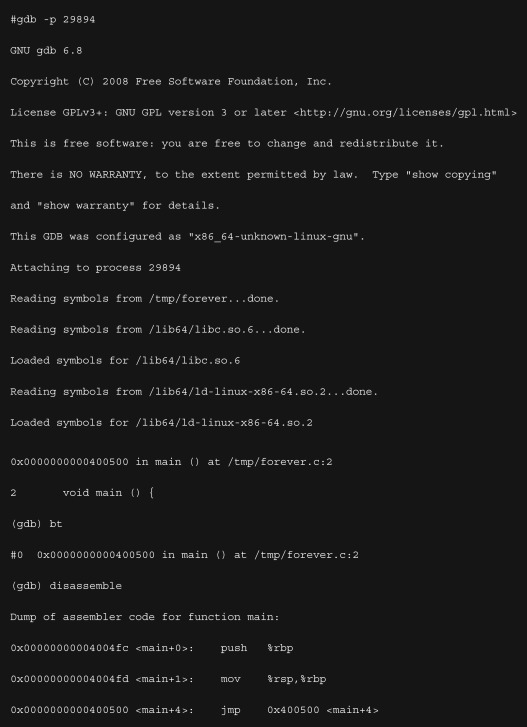 #gdb -p 29894
GNU gdb 6.8
Copyright (C) 2008 Free Software Foundation, Inc.
License GPLv3+: GNU GPL version 3 or later <http://gnu.org/licenses/gpl.html>
This is free software: you are free to change and redistribute it.
There is NO WARRANTY, to the extent permitted by law.  Type "show copying"
and "show warranty" for details.
This GDB was configured as "x86_64-unknown-linux-gnu".
Attaching to process 29894
Reading symbols from /tmp/forever...done.
Reading symbols from /lib64/libc.so.6...done.
Loaded symbols for /lib64/libc.so.6
Reading symbols from /lib64/ld-linux-x86-64.so.2...done.
Loaded symbols for /lib64/ld-linux-x86-64.so.2
0x0000000000400500 in main () at /tmp/forever.c:2
2       void main () {
(gdb) bt
#0  0x0000000000400500 in main () at /tmp/forever.c:2
(gdb) disassemble
Dump of assembler code for function main:
0x00000000004004fc <main+0>:    push   %rbp
0x00000000004004fd <main+1>:    mov    %rsp,%rbp
0x0000000000400500 <main+4>:    jmp    0x400500 <main+4>